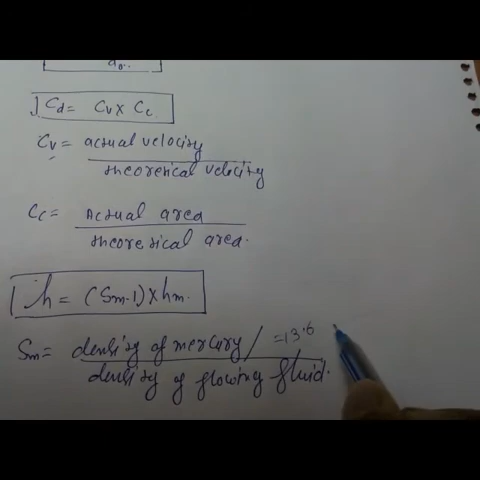 a₀.
Cd = Cv x Cc
Cv = actual velocity
theoretical velocity
Cc = Actual area
theoretical area.
h = (Sm-1) x hm.
Sm = density of mercury / =13.6
density of flowing fluid.